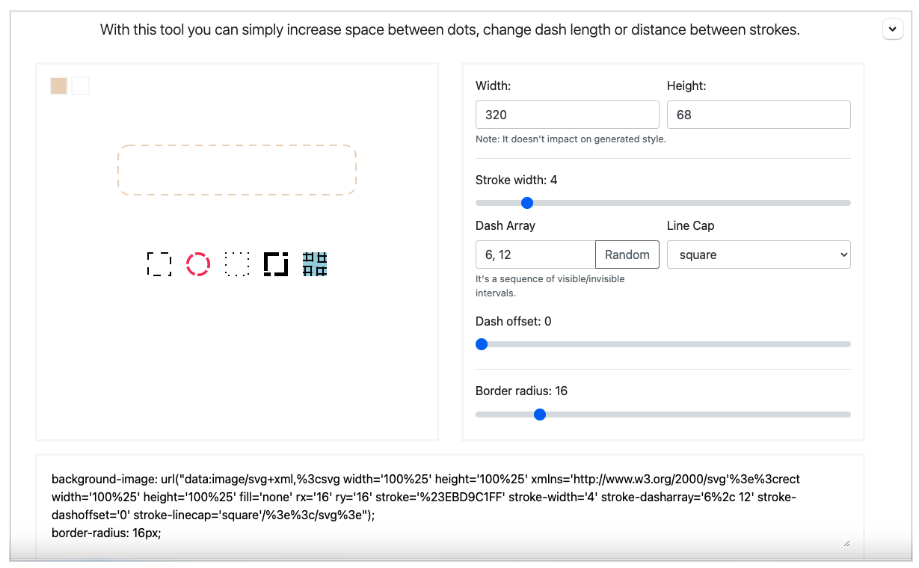 With this tool you can simply increase space between dots, change dash length or distance between strokes.
Width:
Height:
320
68
Note: It doesn't impact on generated style.
Stroke width: 4
Dash Array
Line Cap
6, 12
Random
square
It's a sequence of visible/invisible
intervals.
Dash offset: 0
Border radius: 16
background-image: url("data:image/svg+xml,%3csvg width='100%25' height='100%25' xmlns='http://www.w3.org/2000/svg'%3e%3crect
width='100%25' height='100%25' fill='none' rx='16' ry='16' stroke='%23EBD9C1FF' stroke-width='4' stroke-dasharray='6%2c 12' stroke-
dashoffset='0' stroke-linecap='square'/%3e%3c/svg%3e");
border-radius: 16px;